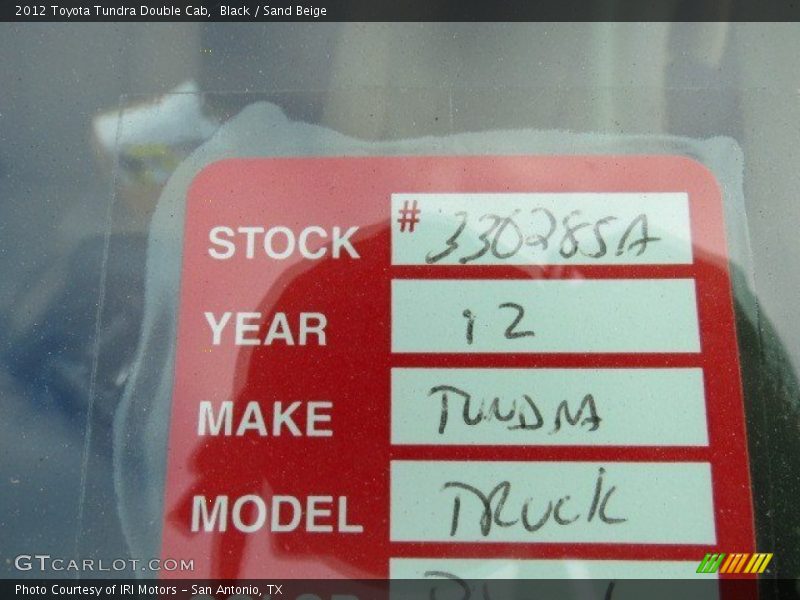 2012 Toyota Tundra Double Cab, Black / Sand Beige
STOCK # 330285A
YEAR 12
MAKE TUNDRA
MODEL TRUCK
GTCARLOT.COM
Photo Courtesy of IRI Motors - San Antonio, TX